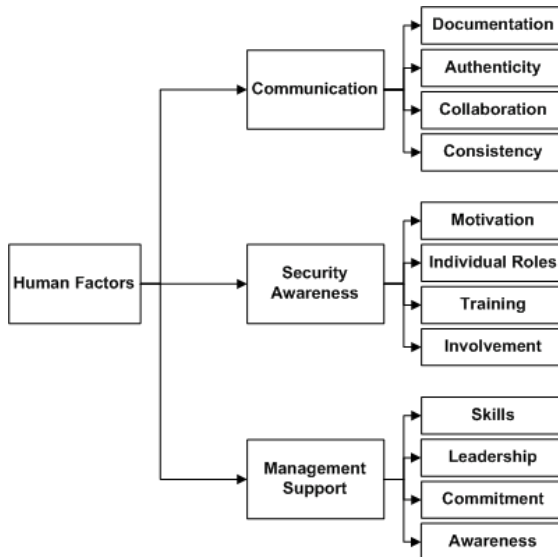 Human Factors
Communication
Documentation
Authenticity
Collaboration
Consistency
Security
Awareness
Motivation
Individual Roles
Training
Involvement
Management
Support
Skills
Leadership
Commitment
Awareness